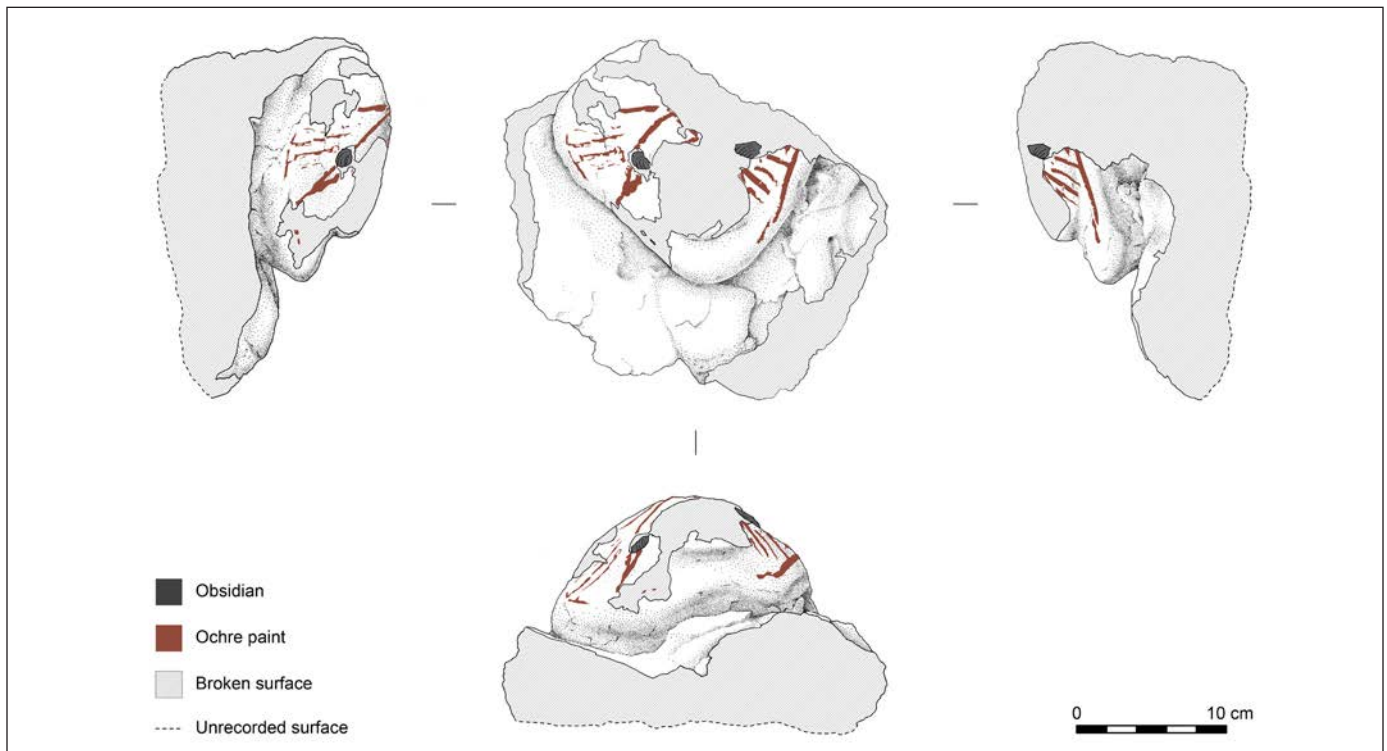 Obsidian
Ochre paint
Broken surface
Unrecorded surface
0 10 cm